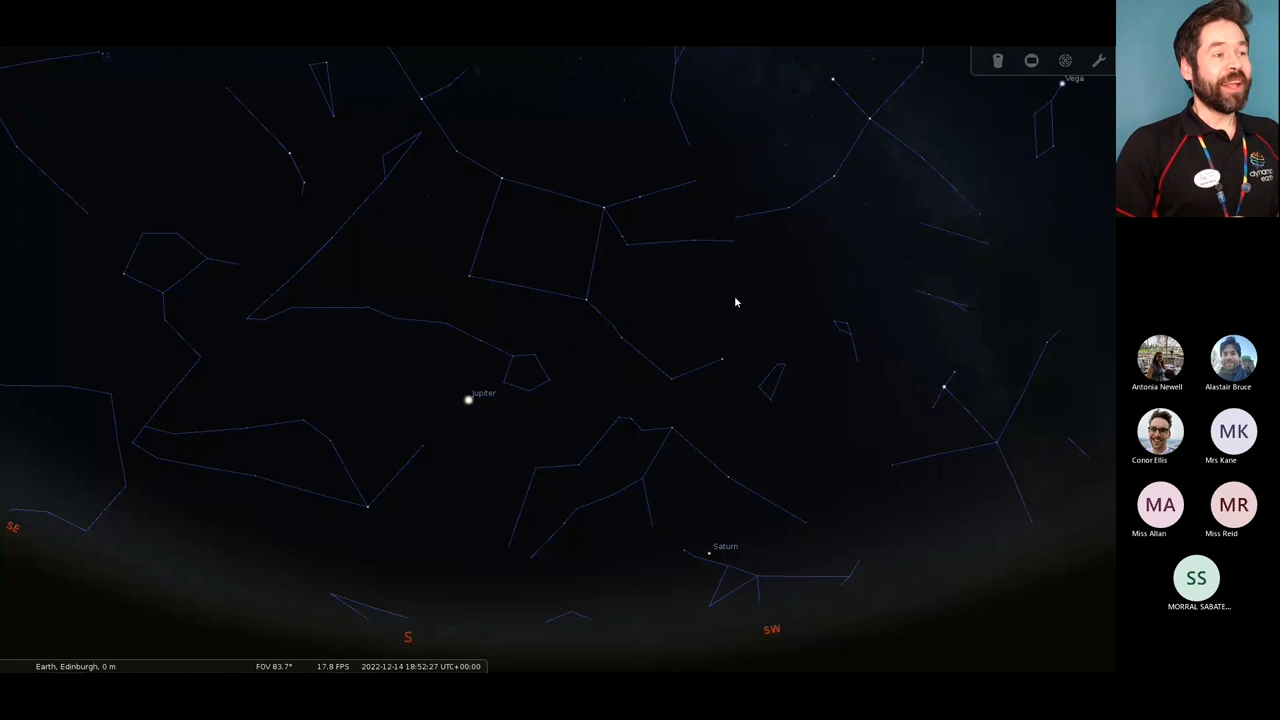 Vega
Jupiter
Saturn
SE
S
SW
Earth, Edinburgh, 0 m FOV 83.7° 17.8 FPS 2022-12-14 18:52:27 UTC+00:00
dynamic
earth
Antonia Newell
Alastair Bruce
Conor Ellis
MK
Mrs Kane
MA
Miss Allan
MR
Miss Reid
SS
MORRAL SABATE...